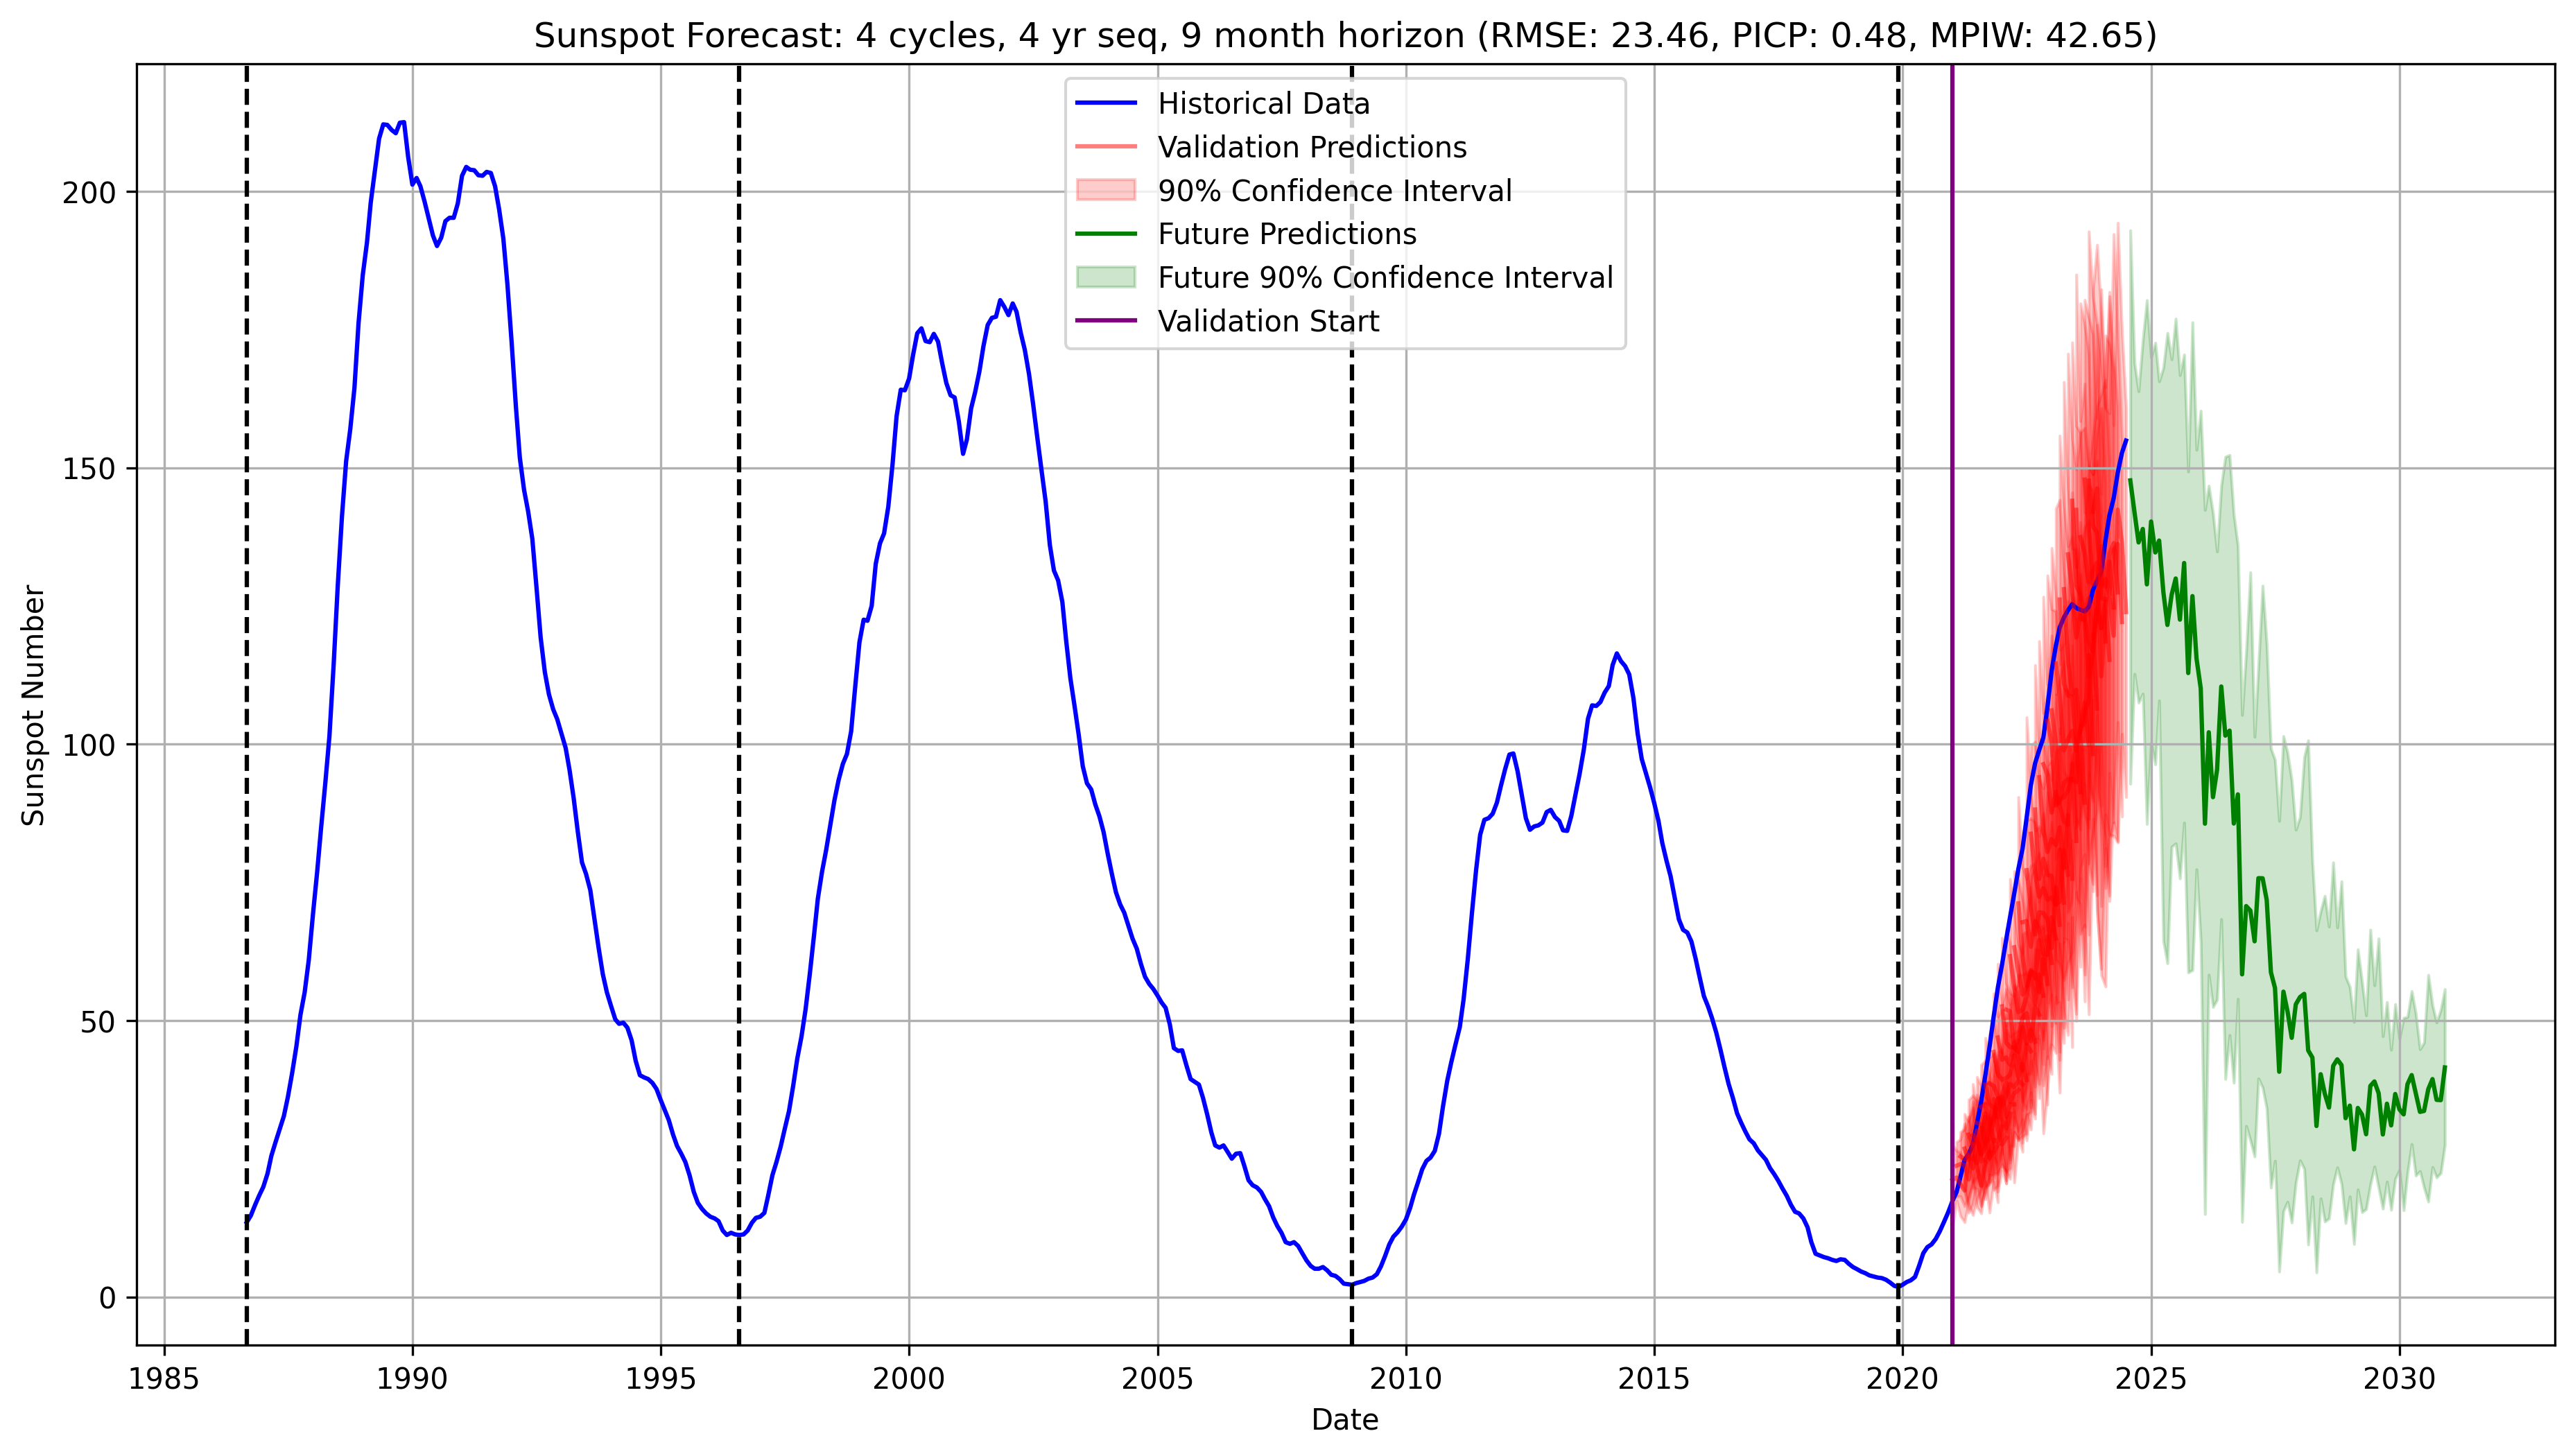 Sunspot Forecast: 4 cycles, 4 yr seq, 9 month horizon (RMSE: 23.46, PICP: 0.48, MPIW: 42.65)
Historical Data
Validation Predictions
90% Confidence Interval
Future Predictions
Future 90% Confidence Interval
Validation Start
Sunspot Number
200
150
100
50
0
1985 1990 1995 2000 2005 2010 2015 2020 2025 2030
Date